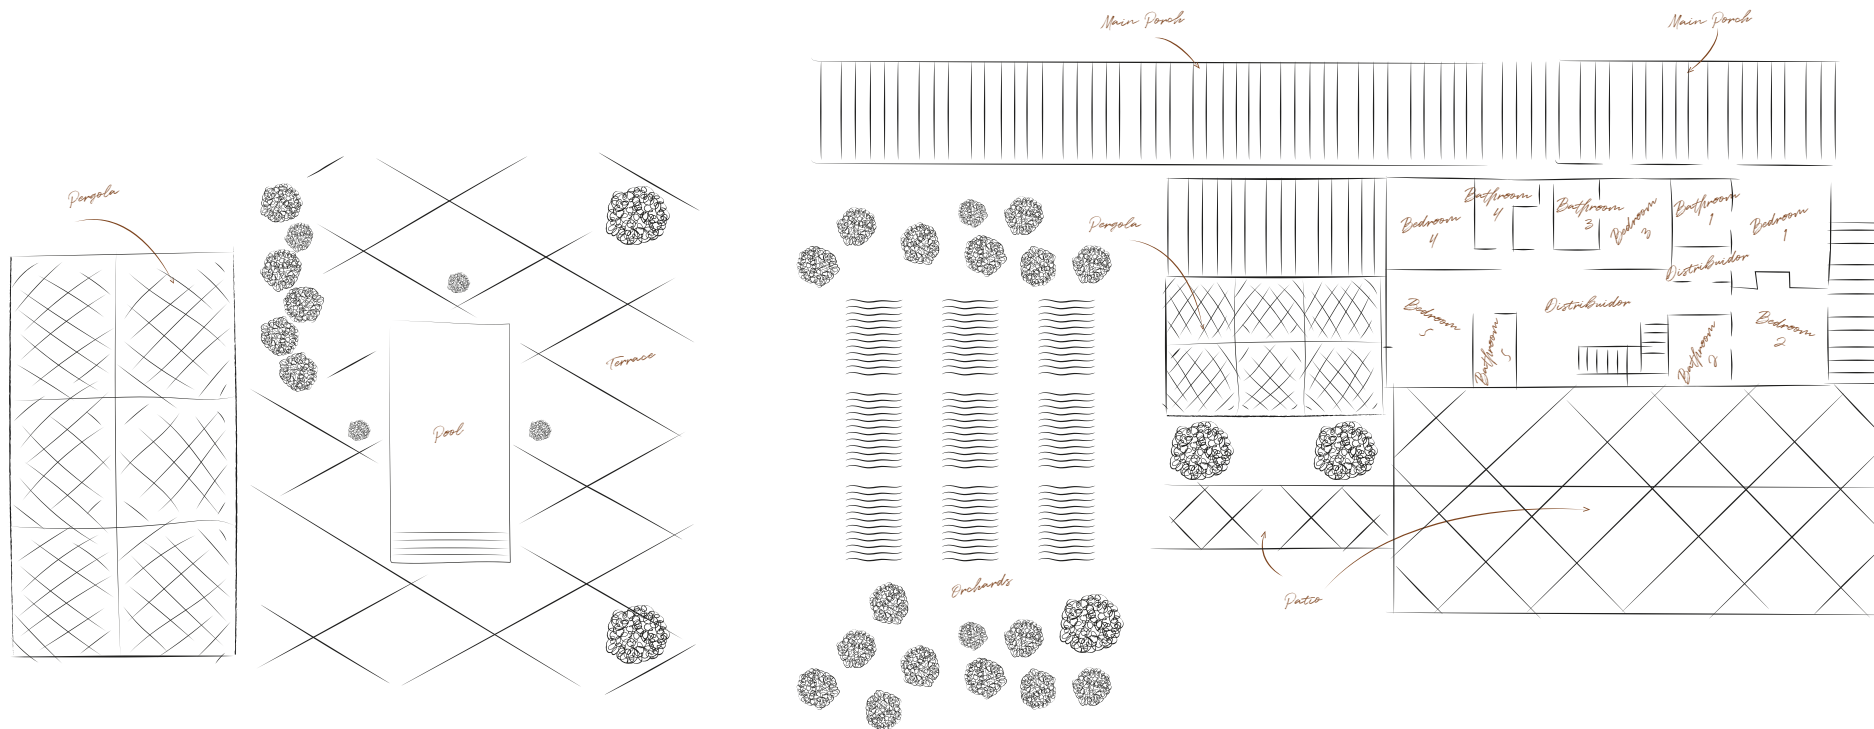 Main Porch
Main Porch
Pergola
Pergola
Bathroom
4
Bathroom
3
Bedroom
3
Bathroom
1
Bedroom
4
Bedroom
1
Distribuidor
Bedroom
5
Distribuidor
Bedroom
2
Bathroom
5
Bathroom
2
Terrace
Pool
Orchards
Patio